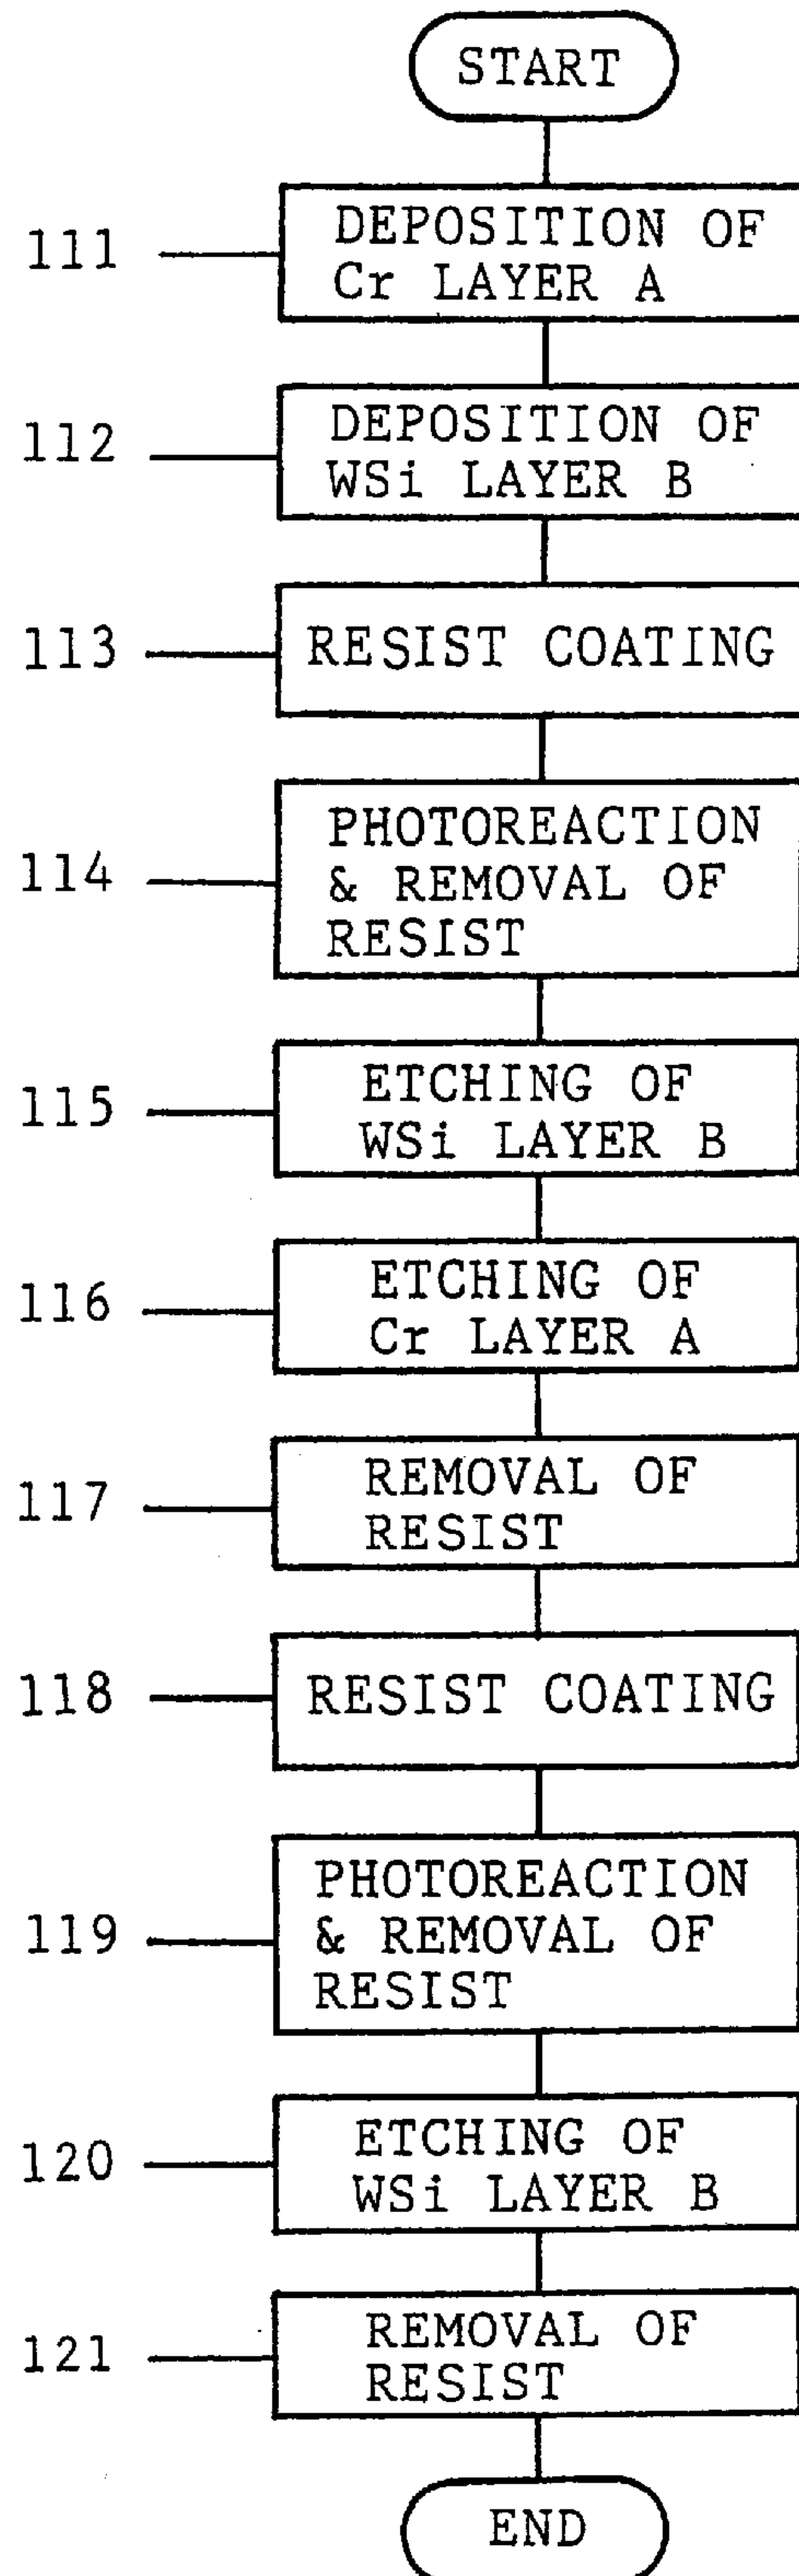 START
111
DEPOSITION OF
Cr LAYER A
112
DEPOSITION OF
WSi LAYER B
113
RESIST COATING
114
PHOTOREACTION
& REMOVAL OF
RESIST
115
ETCHING OF
WSi LAYER B
116
ETCHING OF
Cr LAYER A
117
REMOVAL OF
RESIST
118
RESIST COATING
119
PHOTOREACTION
& REMOVAL OF
RESIST
120
ETCHING OF
WSi LAYER B
121
REMOVAL OF
RESIST
END